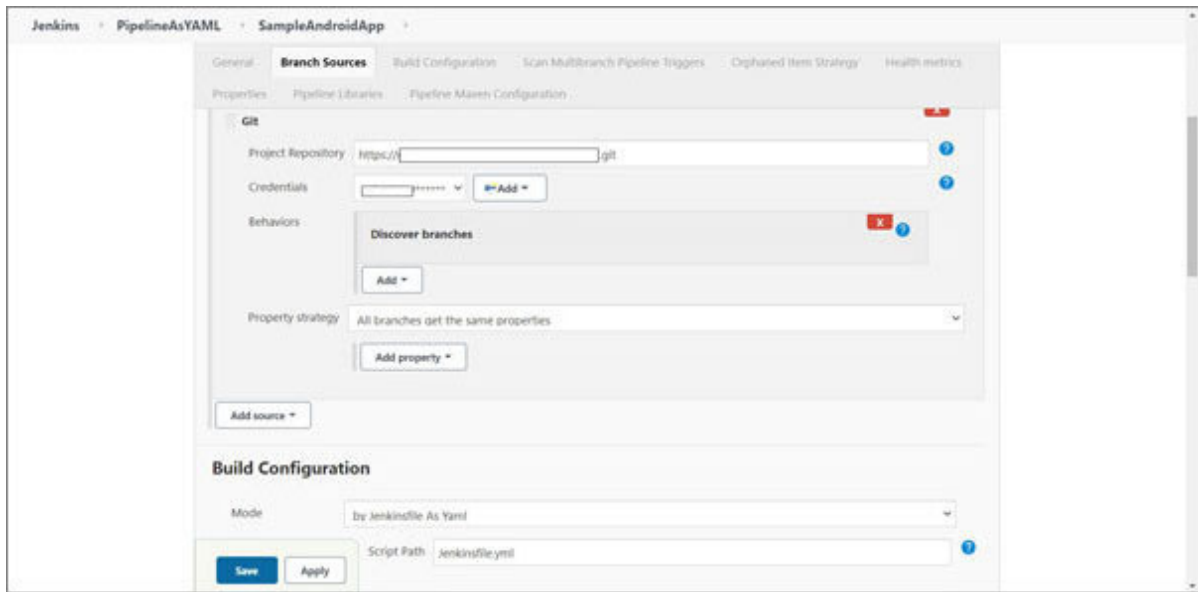 Jenkins PipelineAsYAML SampleAndroidApp
General Branch Sources Build Configuration Scan Multibranch Pipeline Triggers Orphaned Item Strategy Health metrics
Properties Pipeline Libraries Pipeline Maven Configuration
Git
Project Repository https:// .git
Credentials ****** Add
Behaviors
Discover branches X
Add
Property strategy All branches get the same properties
Add property
Add source
Build Configuration
Mode by Jenkinsfile As Yaml
Script Path Jenkinsfile.yml
Save Apply